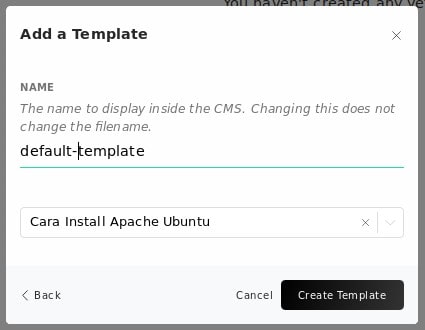 You haven't created any ye
Add a Template
NAME
The name to display inside the CMS. Changing this does not
change the filename.
default-template
Cara Install Apache Ubuntu
Back
Cancel
Create Template